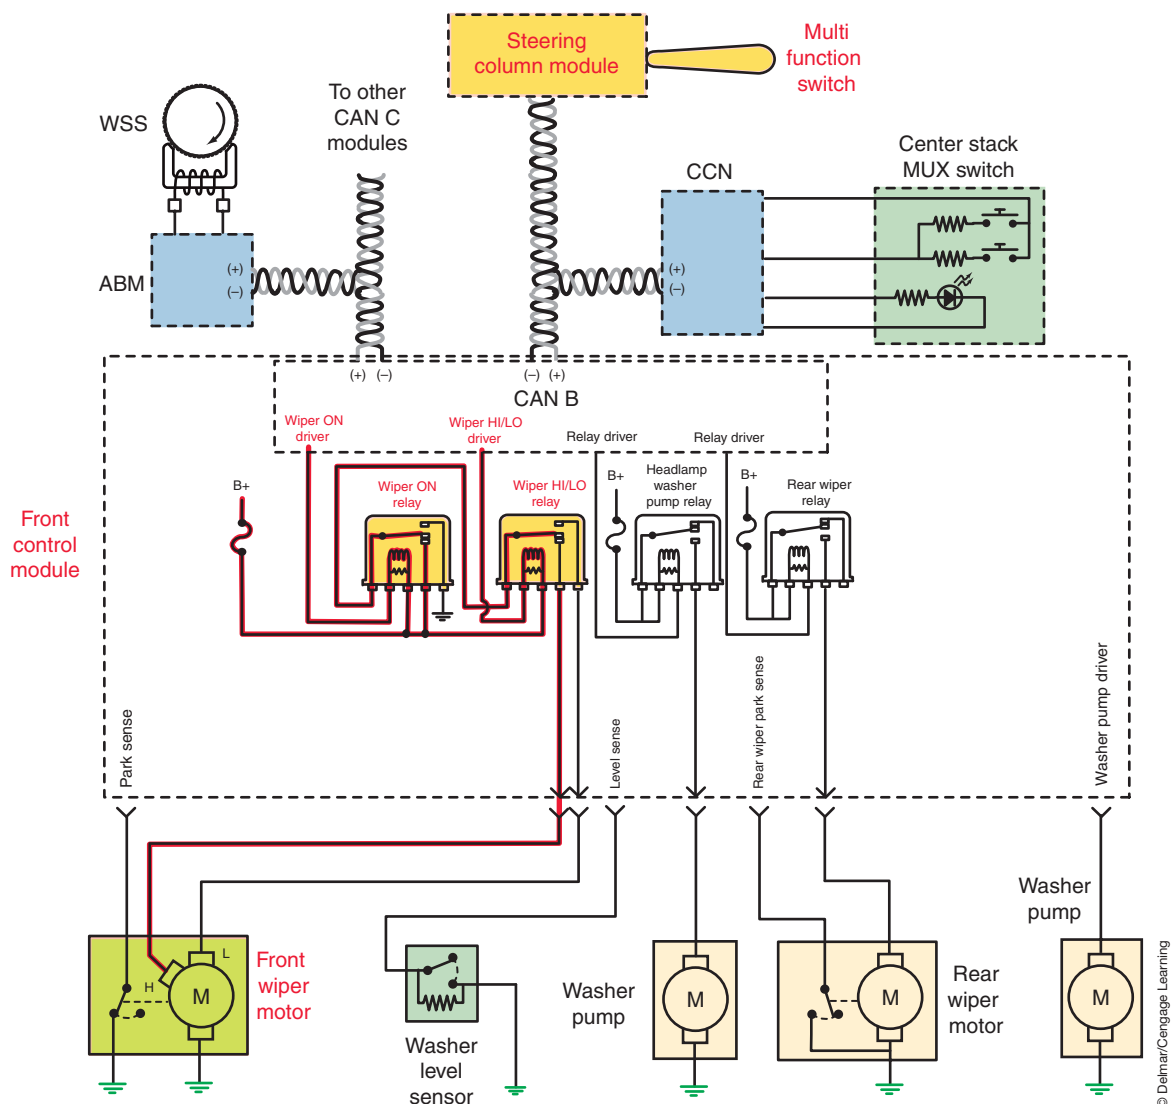 Steering
column module
Multi
function
switch
To other
CAN C
modules
WSS
Center stack
MUX switch
CCN
ABM
(+)
(–)
(+)
(–)
(+) (–)
(–) (+)
CAN B
Wiper ON
driver
Wiper HI/LO
driver
Relay driver
Relay driver
B+
Wiper ON
relay
Wiper HI/LO
relay
B+
Headlamp
washer
pump relay
B+
Rear wiper
relay
Front
control
module
Park sense
Level sense
Rear wiper park sense
Washer pump driver
L
H
M
Front
wiper
motor
Washer
level
sensor
Washer
pump
M
M
Rear
wiper
motor
Washer
pump
M
© Delmar/Cengage Learning